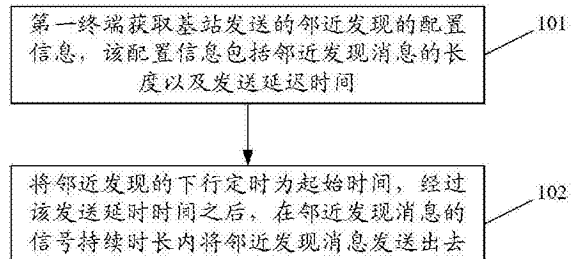 第一终端获取基站发送的邻近发现的配置
信息，该配置信息包括邻近发现消息的长
度以及发送延迟时间
101
将邻近发现的下行定时为起始时间，经过
该发送延时时间之后，在邻近发现消息的
信号持续时长内将邻近发现消息发送出去
102